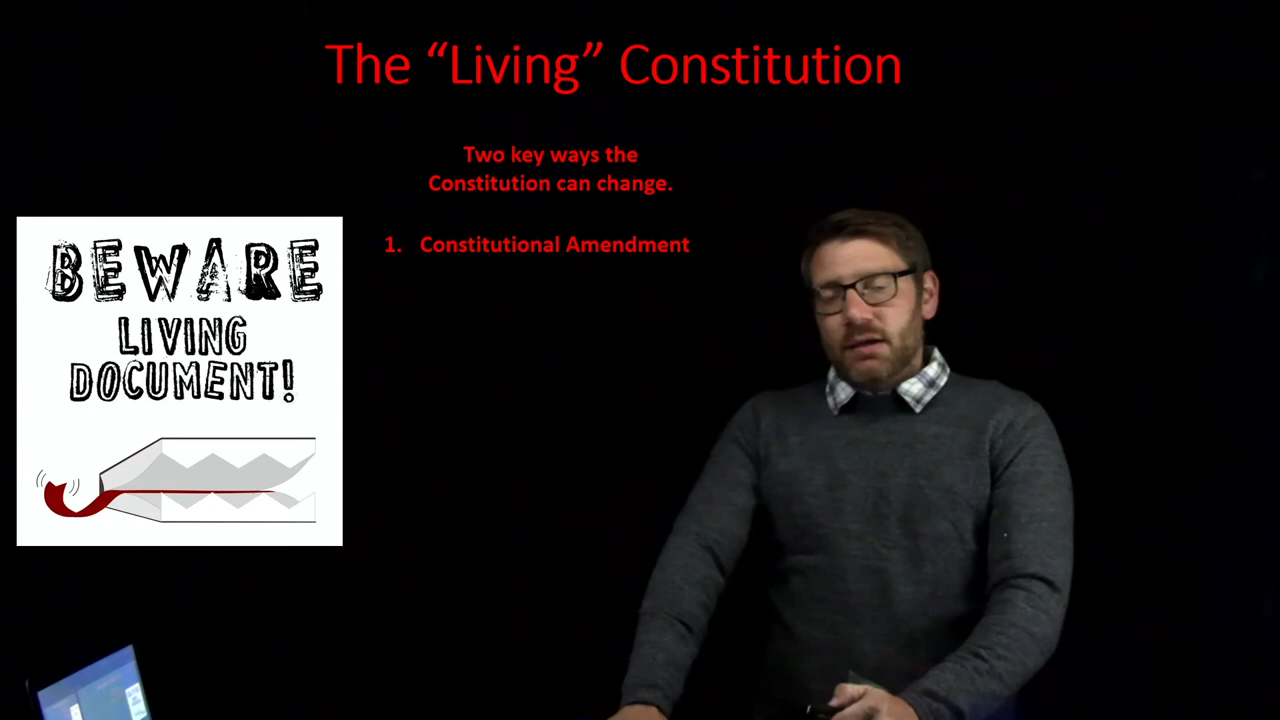 The “Living” Constitution
Two key ways the
Constitution can change.
1. Constitutional Amendment
BEWARE
LIVING
DOCUMENT!